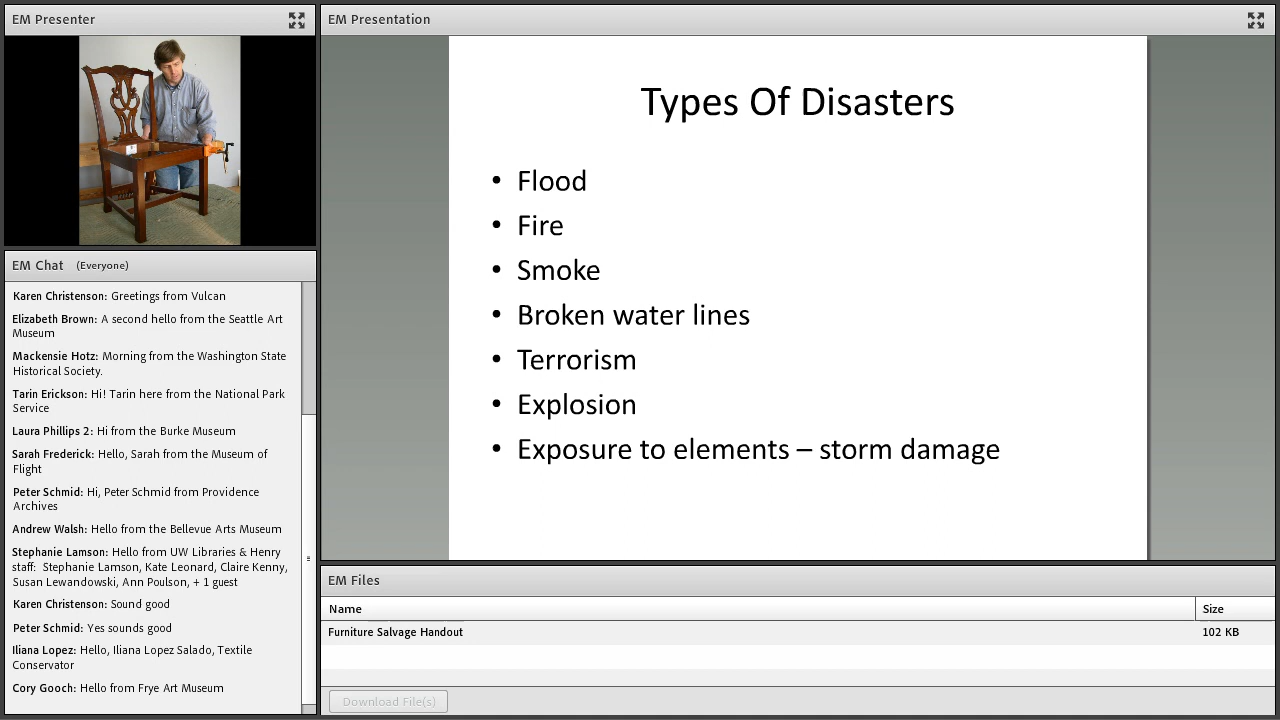 EM Presenter
EM Chat (Everyone)
Karen Christenson: Greetings from Vulcan
Elizabeth Brown: A second hello from the Seattle Art
Museum
Mackensie Hotz: Morning from the Washington State
Historical Society.
Tarin Erickson: Hi! Tarin here from the National Park
Service
Laura Phillips 2: Hi from the Burke Museum
Sarah Frederick: Hello, Sarah from the Museum of
Flight
Peter Schmid: Hi, Peter Schmid from Providence
Archives
Andrew Walsh: Hello from the Bellevue Arts Museum
Stephanie Lamson: Hello from UW Libraries & Henry
staff: Stephanie Lamson, Kate Leonard, Claire Kenny,
Susan Lewandowski, Ann Poulson, + 1 guest
Karen Christenson: Sound good
Peter Schmid: Yes sounds good
Iliana Lopez: Hello, Iliana Lopez Salado, Textile
Conservator
Cory Gooch: Hello from Frye Art Museum
EM Presentation
Types Of Disasters
• Flood
• Fire
• Smoke
• Broken water lines
• Terrorism
• Explosion
• Exposure to elements – storm damage
EM Files
Name Size
Furniture Salvage Handout 102 KB
Download File(s)